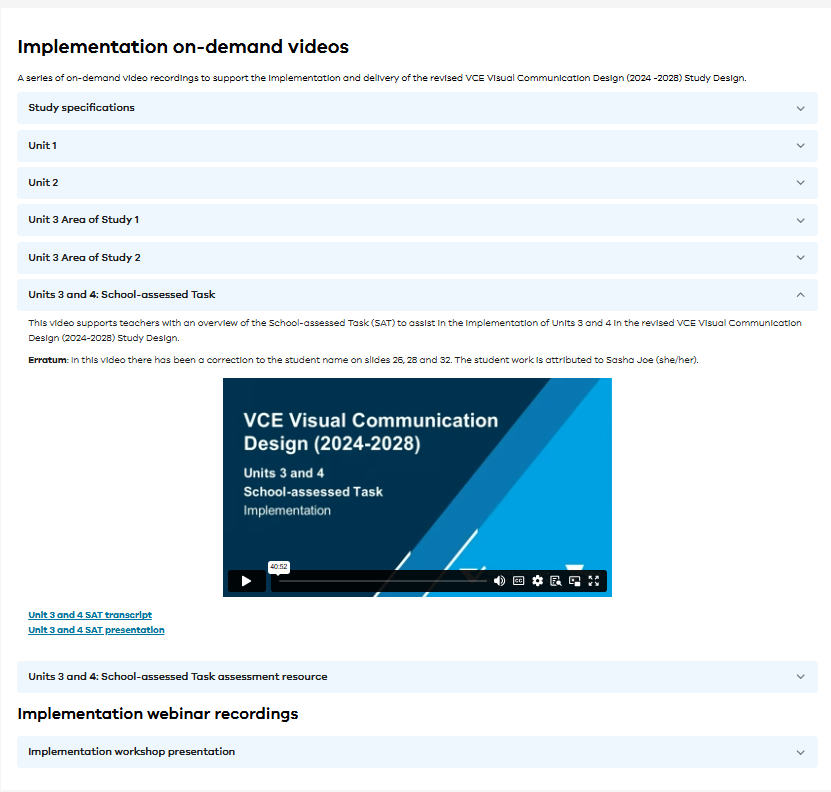 Implementation on-demand videos
A series of on-demand video recordings to support the implementation and delivery of the revised VCE Visual Communication Design (2024 -2028) Study Design.
Study specifications
Unit 1
Unit 2
Unit 3 Area of Study 1
Unit 3 Area of Study 2
Units 3 and 4: School-assessed Task
This video supports teachers with an overview of the School-assessed Task (SAT) to assist in the implementation of Units 3 and 4 in the revised VCE Visual Communication
Design (2024-2028) Study Design.
Erratum: In this video there has been a correction to the student name on slides 26, 28 and 32. The student work is attributed to Sasha Joe (she/her).
VCE Visual Communication
Design (2024-2028)
Units 3 and 4
School-assessed Task
Implementation
40:52
CC
Unit 3 and 4 SAT transcript
Unit 3 and 4 SAT presentation
Units 3 and 4: School-assessed Task assessment resource
Implementation webinar recordings
Implementation workshop presentation